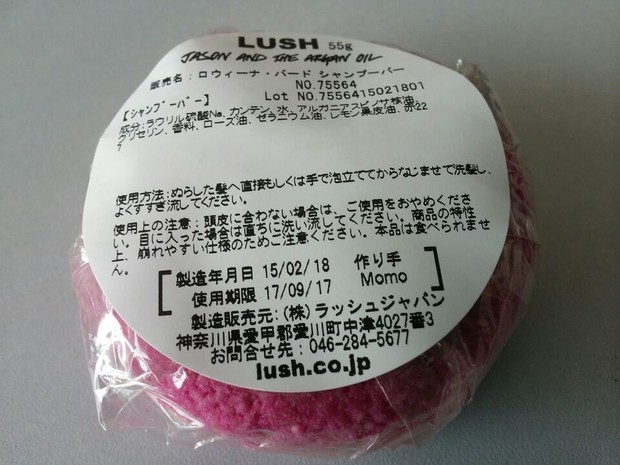 LUSH 55g
JASON AND THE ARGAN OIL
販売名：ロウィーナ・バード シャンプーバー
NO.75564
Lot NO.7556415021801
【シャンプーバー】
成分：ラウリル硫酸Na、カンテン、水、アルガニアスピノサ核油、
グリセリン、香料、ローズ油、ゼラニウム油、レモン果皮油、赤22
7
使用方法：ぬらした髪へ直接もしくは手で泡立ててからなじませて洗髪し、
よくすすぎ流してください。
使用上の注意：頭皮に合わない場合は、ご使用をおやめくださ
い。目に入った場合は直ちに洗い流してください。商品の特性
上、崩れやすい仕様のためご注意ください。本品は食べられませ
ん。
製造年月日 15/02/18 作り手
使用期限 17/09/17 Momo
製造販売元：(株)ラッシュジャパン
神奈川県愛甲郡愛川町中津4027番3
お問合せ先：046-284-5677
lush.co.jp